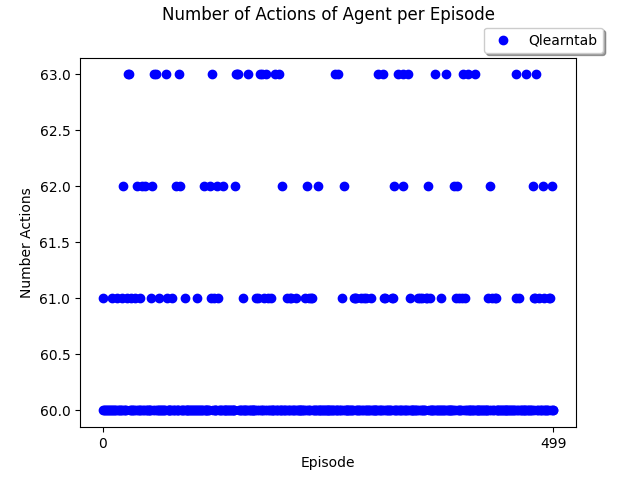 Number of Actions of Agent per Episode
Qlearntab
63.0
62.5
62.0
61.5
61.0
60.5
60.0
Number Actions
0
499
Episode